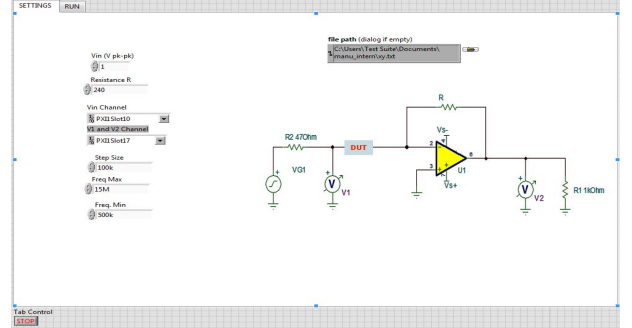 SETTINGS
RUN
file path (dialog if empty)
C:\Users\Test Suite\Documents\
manu_intern\xy.txt
Vin (V pk-pk)
1
Resistance R
240
Vin Channel
PXI1Slot10
V1 and V2 Channel
PXI1Slot17
Step Size
100k
Freq Max
15M
Freq. Min
500k
R
R2 47Ohm
DUT
VG1
V
V1
Vs-
2
3
6
U1
Vs+
V
V2
R1 1kOhm
Tab Control
STOP